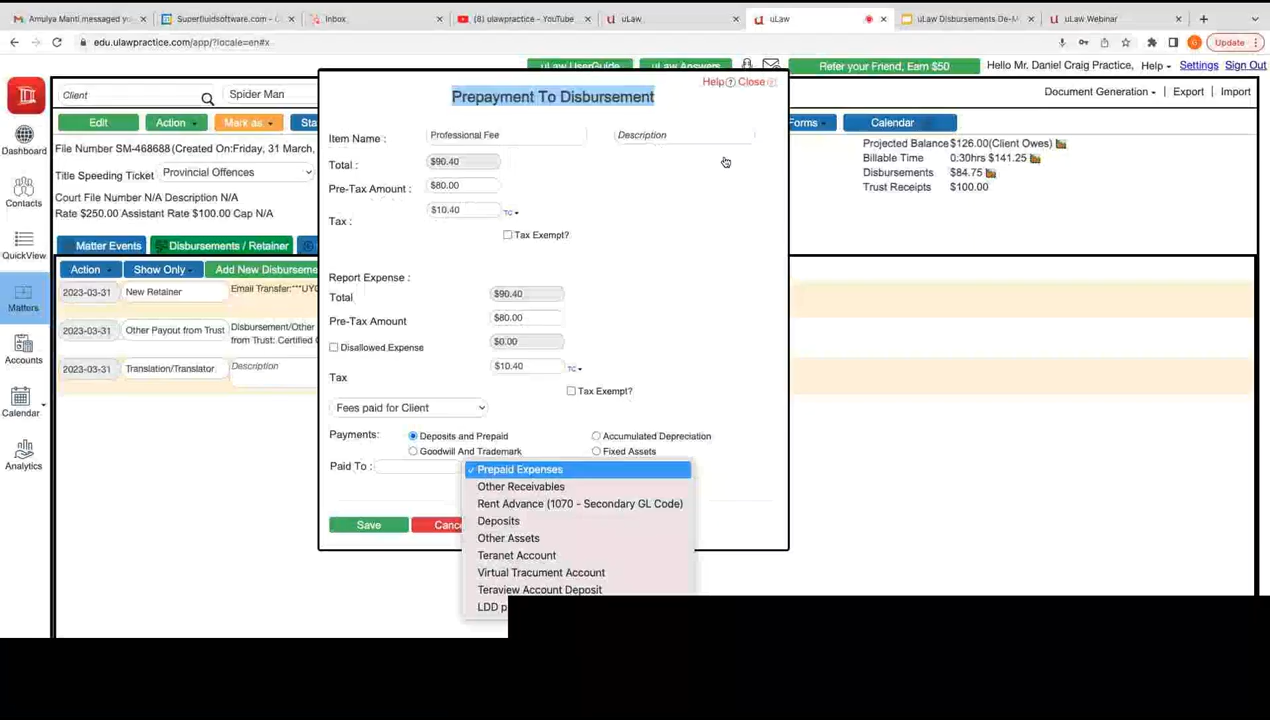 Amulya Manti messaged yo
Superfluidsoftware.com - C
Inbox
(8) ulawpractice - YouTube
uLaw
uLaw
uLaw Disbursements De-M
uLaw Webinar
edu.ulawpractice.com/app/?locale=en#x
Update
uLaw UserGuide
uLaw Answers
Refer your Friend, Earn $50
Hello Mr. Daniel Craig Practice,
Help
Settings
Sign Out
Client
Spider Man
Document Generation
Export
Import
Edit
Action
Mark as
Sta
Forms
Calendar
File Number SM-468688(Created On:Friday, 31 March,
Title Speeding Ticket
Provincial Offences
Court File Number N/A Description N/A
Rate $250.00 Assistant Rate $100.00 Cap N/A
Projected Balance $126.00(Client Owes)
Billable Time 0:30hrs $141.25
Disbursements $84.75
Trust Receipts $100.00
Dashboard
Contacts
QuickView
Matters
Accounts
Calendar
Analytics
Matter Events
Disbursements / Retainer
Action
Show Only
Add New Disburseme
2023-03-31
New Retainer
Email Transfer:***UY
2023-03-31
Other Payout from Trust
Disbursement/Other
from Trust: Certified C
2023-03-31
Translation/Translator
Description
Help
Close
Prepayment To Disbursement
Item Name :
Professional Fee
Description
Total :
$90.40
Pre-Tax Amount :
$80.00
Tax :
$10.40
TC
Tax Exempt?
Report Expense :
Total
$90.40
Pre-Tax Amount
$80.00
Disallowed Expense
$0.00
Tax
$10.40
TC
Tax Exempt?
Fees paid for Client
Payments:
Deposits and Prepaid
Accumulated Depreciation
Goodwill And Trademark
Fixed Assets
Paid To :
Prepaid Expenses
Other Receivables
Rent Advance (1070 - Secondary GL Code)
Deposits
Other Assets
Teranet Account
Virtual Tracument Account
Teraview Account Deposit
LDD p
Save
Canc